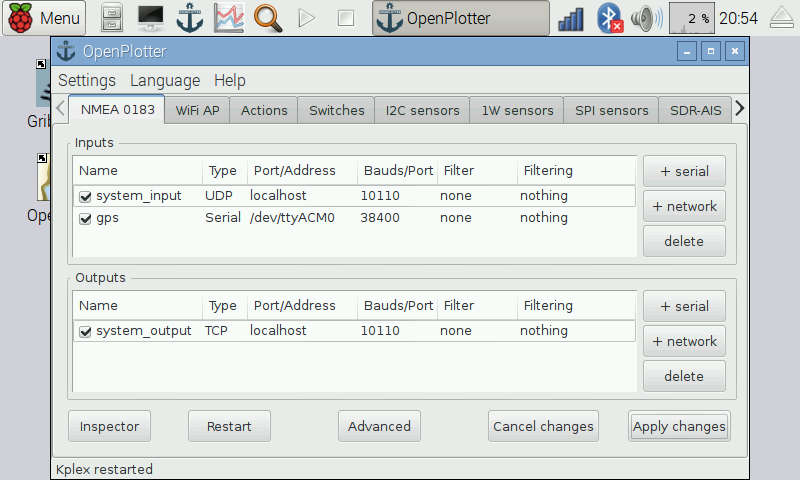 Menu OpenPlotter 2 % 20:54
OpenPlotter
Settings Language Help
NMEA 0183 WiFi AP Actions Switches I2C sensors 1W sensors SPI sensors SDR-AIS
Inputs
Name Type Port/Address Bauds/Port Filter Filtering
system_input UDP localhost 10110 none nothing
gps Serial /dev/ttyACM0 38400 none nothing
+ serial
+ network
delete
Outputs
Name Type Port/Address Bauds/Port Filter Filtering
system_output TCP localhost 10110 none nothing
+ serial
+ network
delete
Inspector Restart Advanced Cancel changes Apply changes
Kplex restarted